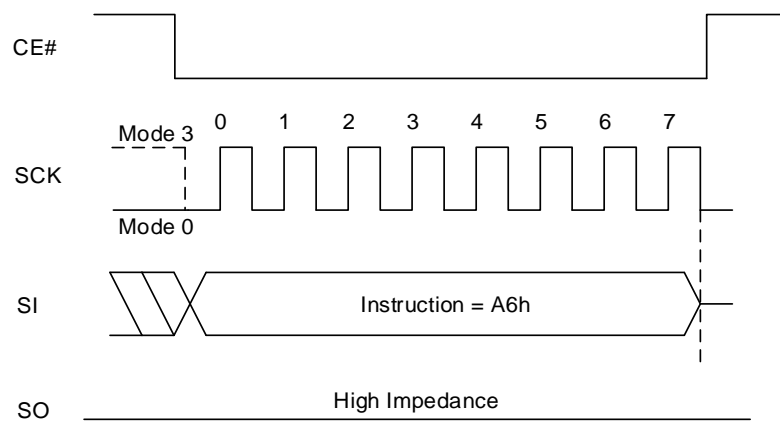 CE#
0 1 2 3 4 5 6 7
Mode 3
SCK
Mode 0
SI
Instruction = A6h
High Impedance
SO